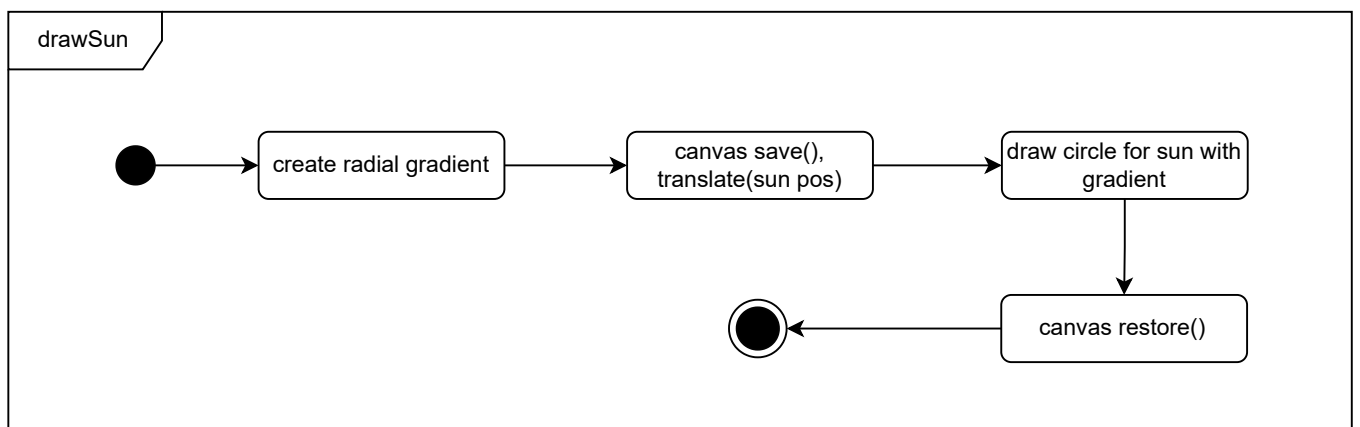 drawSun
create radial gradient
canvas save(),
translate(sun pos)
draw circle for sun with
gradient
canvas restore()